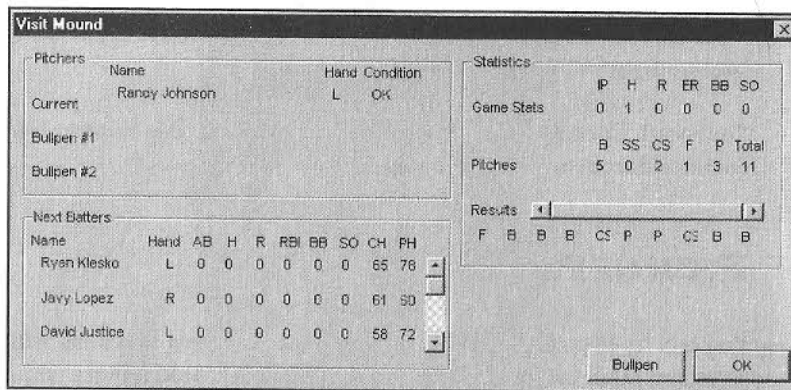 Visit Mound
Pitchers
Name Hand Condition
Current Randy Johnson L OK
Bullpen #1
Bullpen #2
Statistics
IP H R ER BB SO
Game Stats 0 1 0 0 0 0
B SS CS F P Total
Pitches 5 0 2 1 3 11
Results
F B B B CS P P CS B B
Next Batters
Name Hand AB H R RBI BB SO CH PH
Ryan Klesko L 0 0 0 0 0 0 65 78
Javy Lopez R 0 0 0 0 0 0 61 60
David Justice L 0 0 0 0 0 0 58 72
Bullpen OK